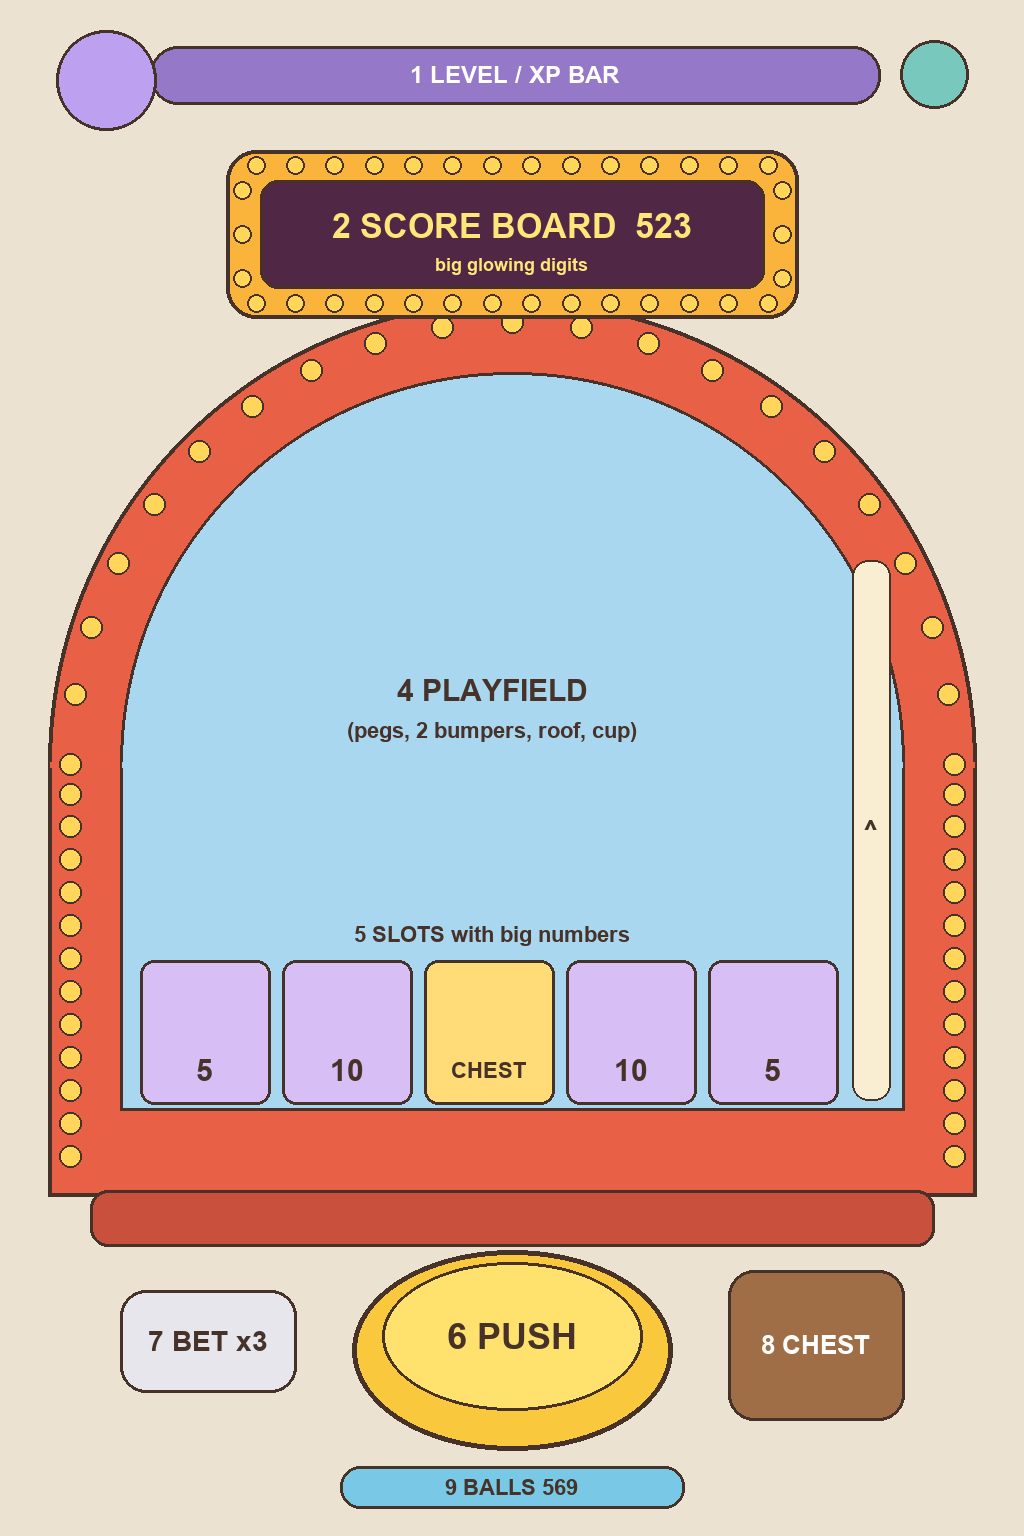 1 LEVEL / XP BAR
2 SCORE BOARD 523
big glowing digits
4 PLAYFIELD
(pegs, 2 bumpers, roof, cup)
^
5 SLOTS with big numbers
5 10 CHEST 10 5
7 BET x3
6 PUSH
8 CHEST
9 BALLS 569